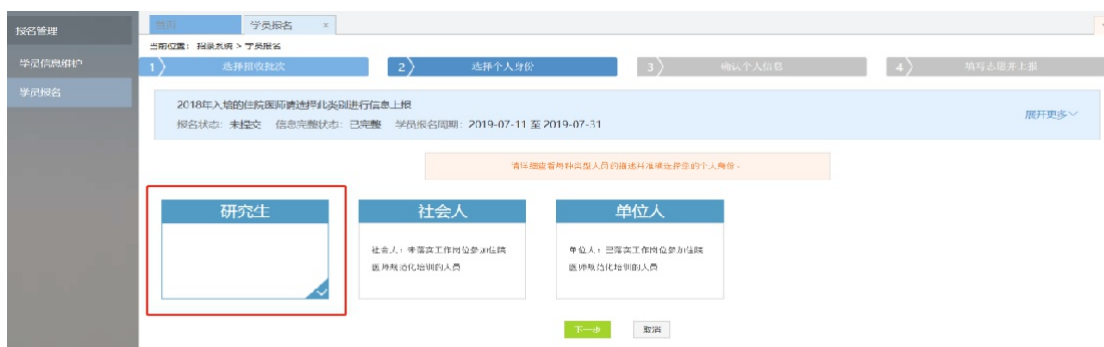 报名管理
学员信息维护
学员报名
首页
学员报名 ×
当前位置: 招录系统 > 学员报名
1 选择招收批次
2 选择个人身份
3 确认个人信息
4 填写志愿并上报
2018年入培的住院医师请选择此类别进行信息上报
报名状态: 未提交 信息完整状态: 已完整 学员报名时间: 2019-07-11 至 2019-07-31
展开更多
请详细查看每种类型人员的描述并准确选择您的个人身份。
研究生
社会人
社会人:未落实工作岗位参加住院
医师规范化培训的人员
单位人
单位人:已落实工作岗位参加住院
医师规范化培训的人员
下一步
取消